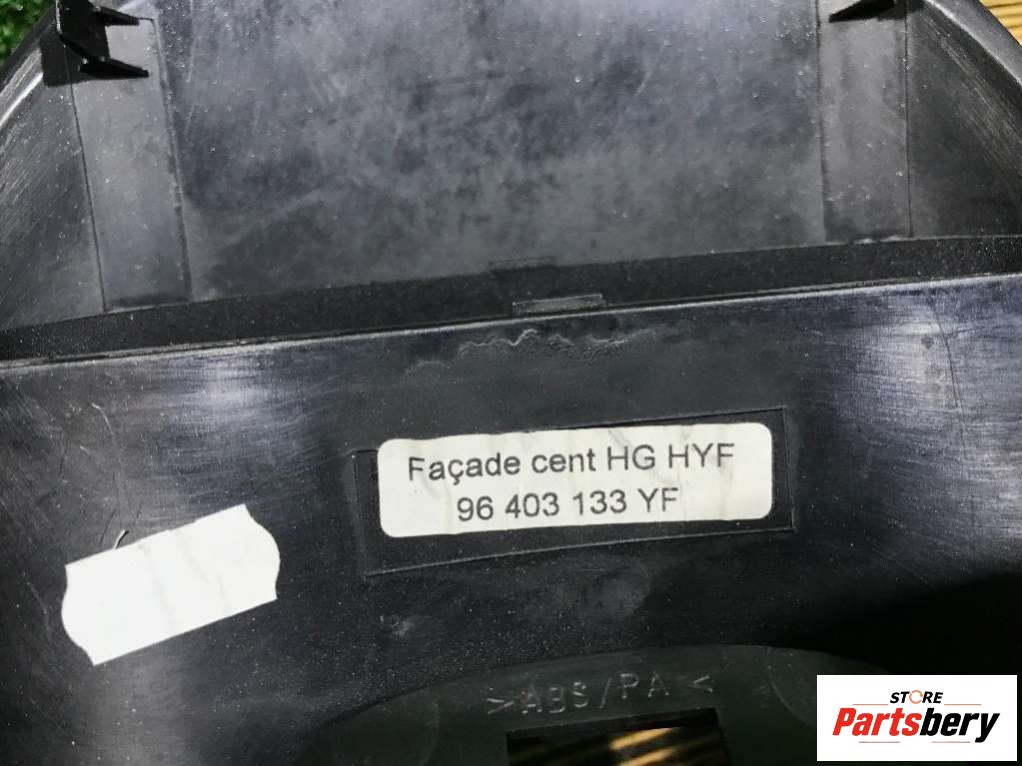 Façade cent HG HYF
96 403 133 YF
>ABS/PA<
STORE
Partsbery